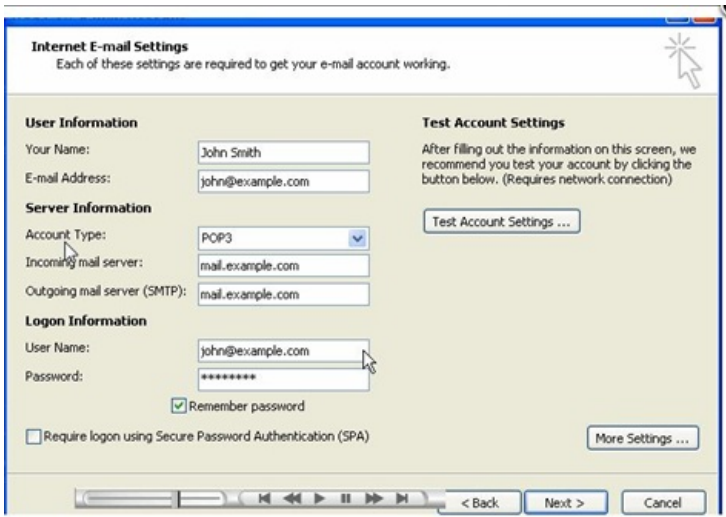 Internet E-mail Settings
Each of these settings are required to get your e-mail account working.
User Information
Your Name:
John Smith
E-mail Address:
john@example.com
Server Information
Account Type:
POP3
Incoming mail server:
mail.example.com
Outgoing mail server (SMTP):
mail.example.com
Logon Information
User Name:
john@example.com
Password:
********
Remember password
Require logon using Secure Password Authentication (SPA)
Test Account Settings
After filling out the information on this screen, we
recommend you test your account by clicking the
button below. (Requires network connection)
Test Account Settings ...
More Settings ...
< Back
Next >
Cancel